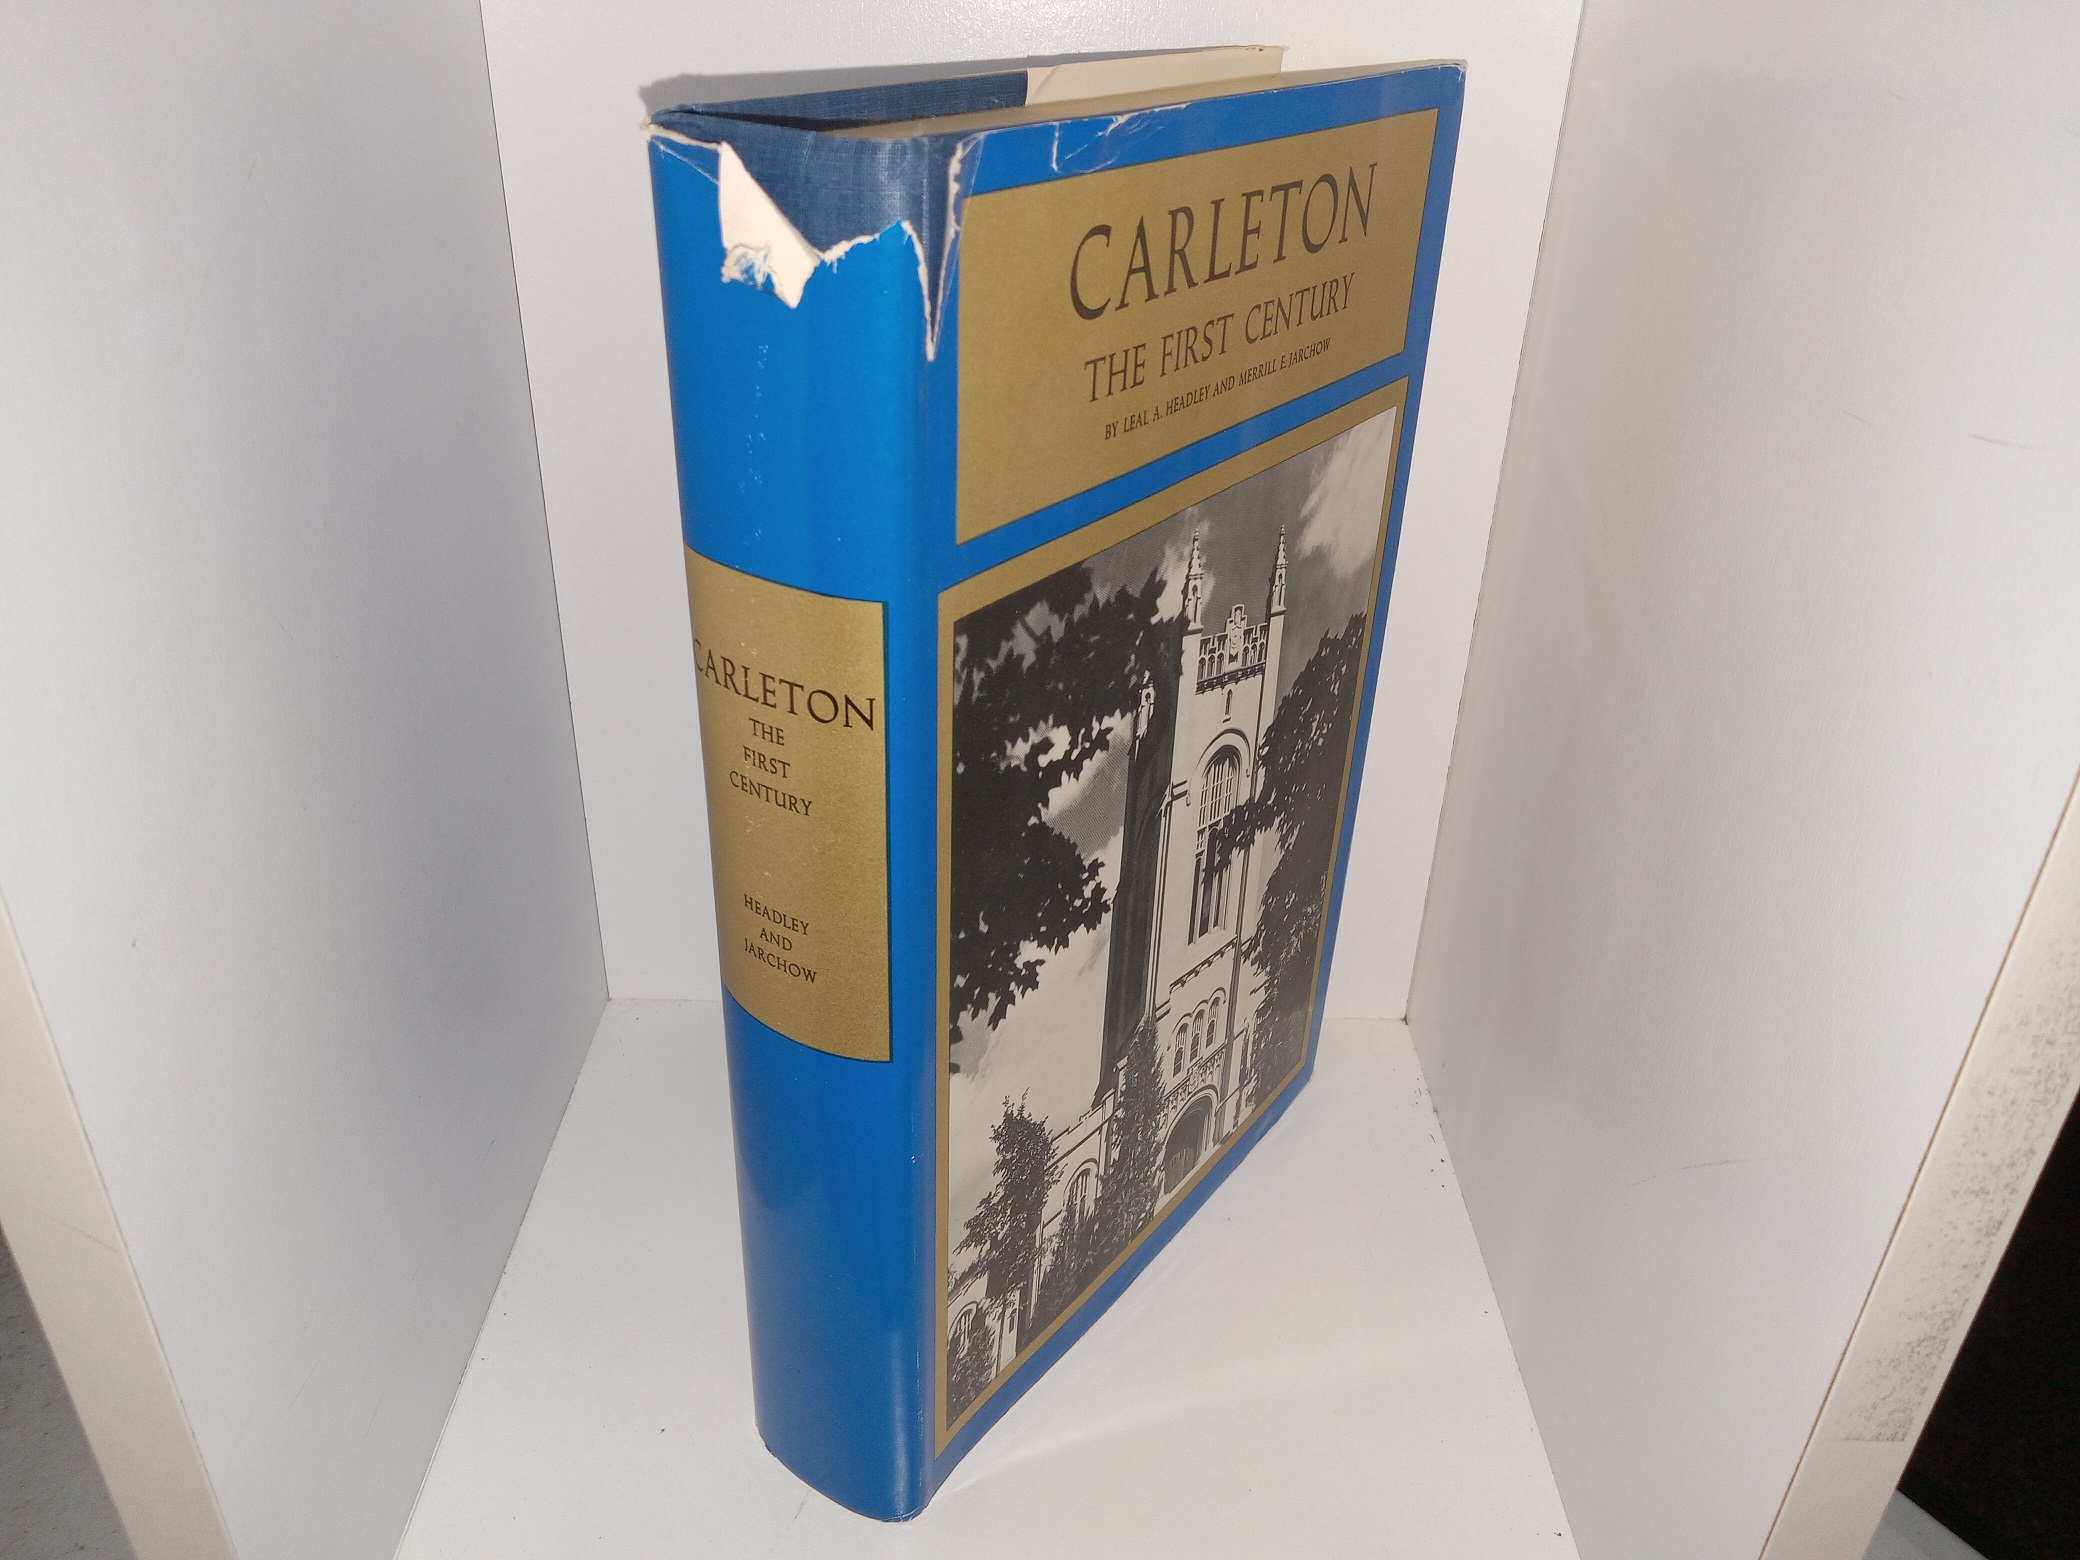 CARLETON
THE FIRST CENTURY
BY LEAL A. HEADLEY AND MERRILL E. JARCHOW
CARLETON
THE
FIRST
CENTURY
HEADLEY
AND
JARCHOW